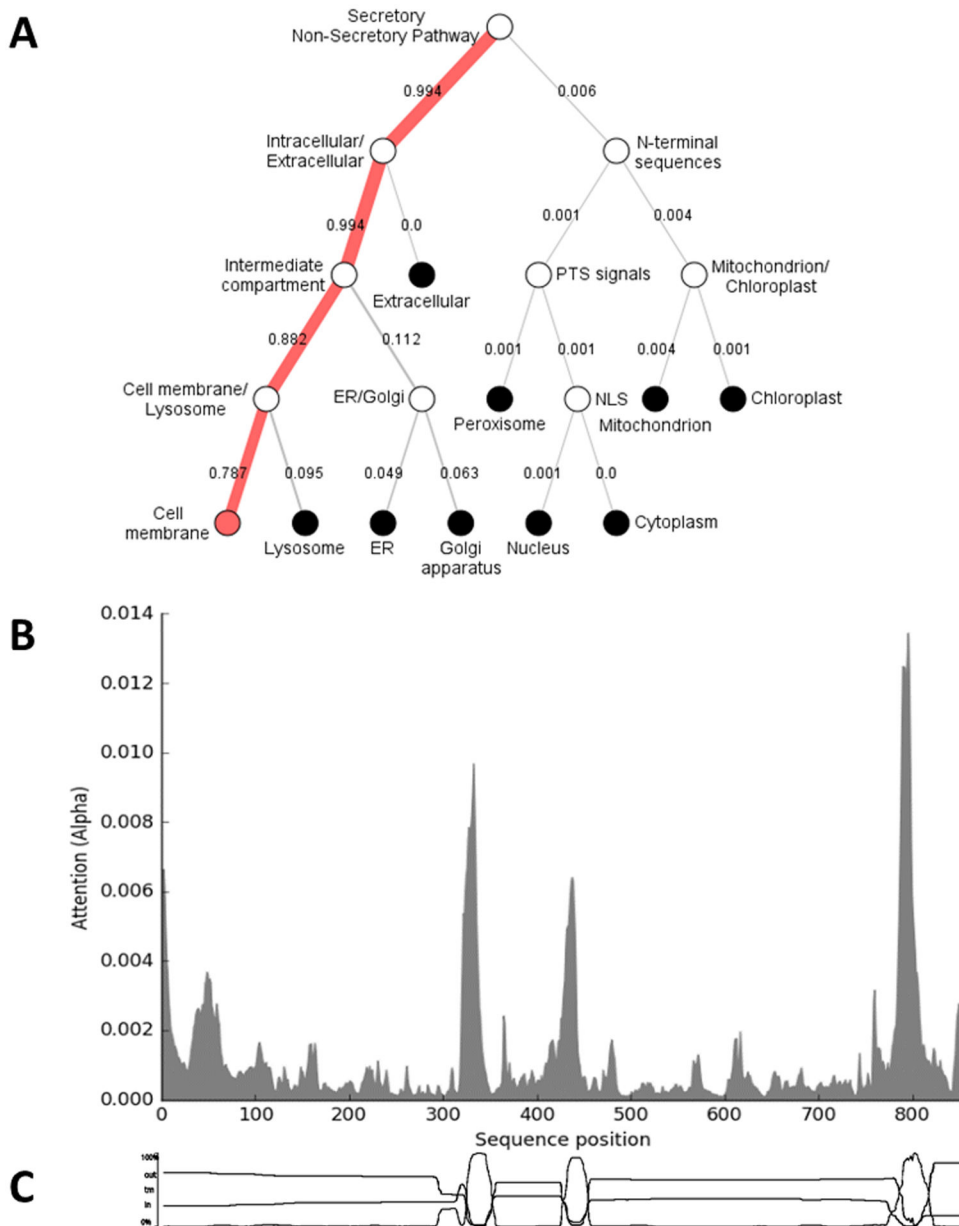 A
Secretory
Non-Secretory Pathway
0.994
0.006
Intracellular/
Extracellular
N-terminal
sequences
0.994
0.0
0.001
0.004
Intermediate
compartment
Extracellular
PTS signals
Mitochondrion/
Chloroplast
0.882
0.112
0.001
0.001
0.004
0.001
Cell membrane/
Lysosome
ER/Golgi
Peroxisome
NLS
Mitochondrion
Chloroplast
0.787
0.095
0.049
0.063
0.001
0.0
Cell
membrane
Lysosome
ER
Golgi
apparatus
Nucleus
Cytoplasm
B
0.014
0.012
0.010
0.008
0.006
0.004
0.002
0.000
Attention (Alpha)
0 100 200 300 400 500 600 700 800
Sequence position
C
100%
out
tm
in
0%